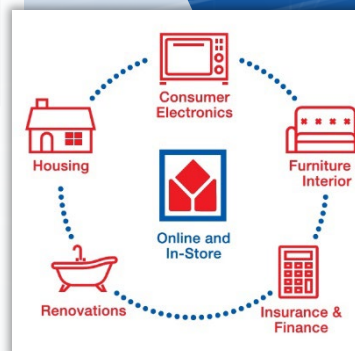 Consumer
Electronics
Housing
Furniture
Interior
Online and
In-Store
Renovations
Insurance &
Finance